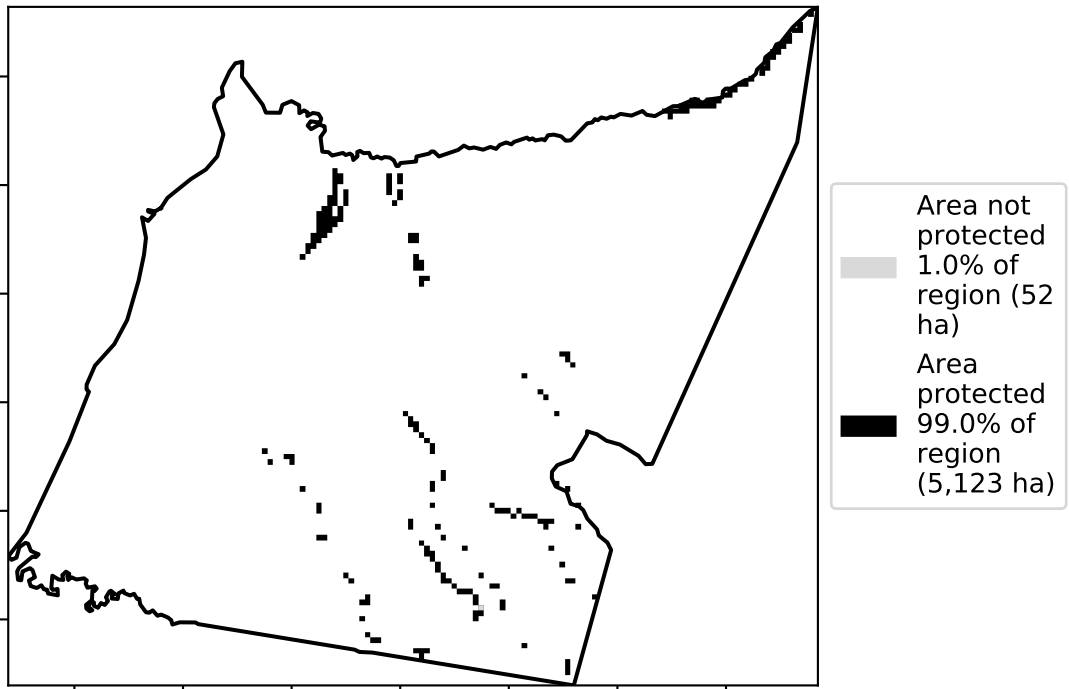 Area not
protected
1.0% of
region (52
ha)
Area
protected
99.0% of
region
(5,123 ha)